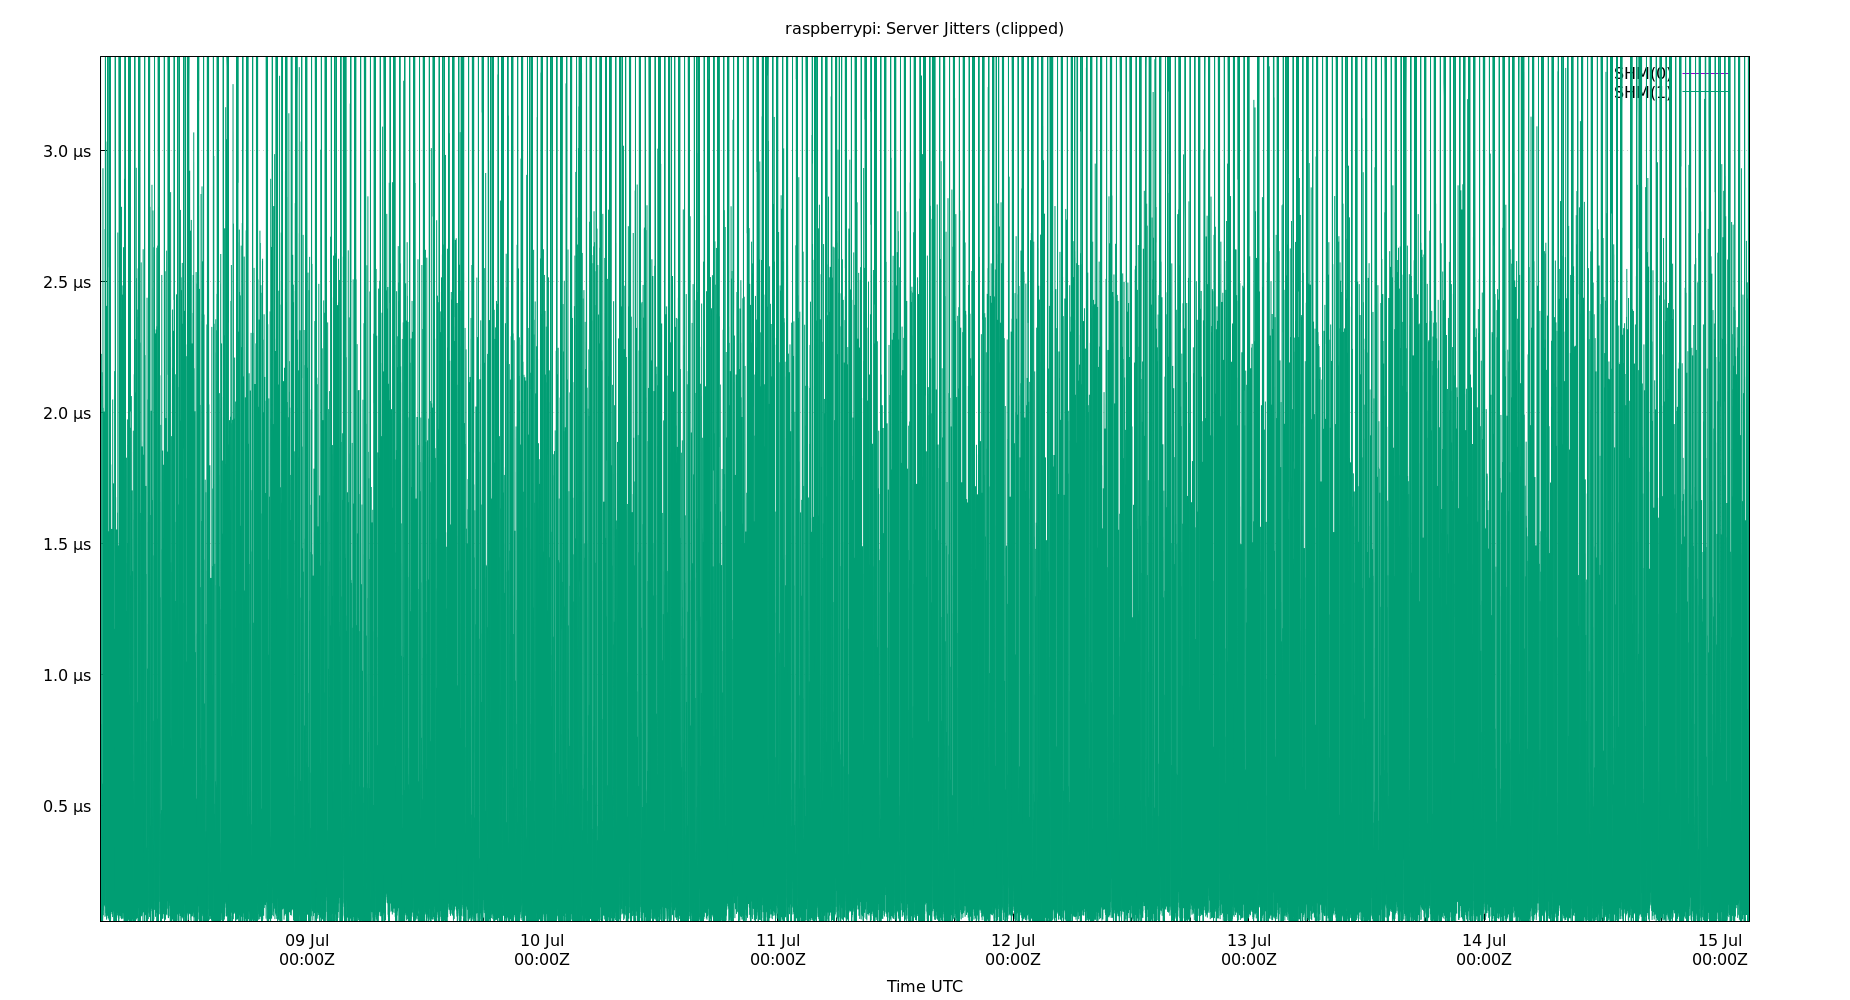 raspberrypi: Server Jitters (clipped)
SHM(0)
SHM(1)
3.0 µs
2.5 µs
2.0 µs
1.5 µs
1.0 µs
0.5 µs
09 Jul 10 Jul 11 Jul 12 Jul 13 Jul 14 Jul 15 Jul
00:00Z 00:00Z 00:00Z 00:00Z 00:00Z 00:00Z 00:00Z
Time UTC